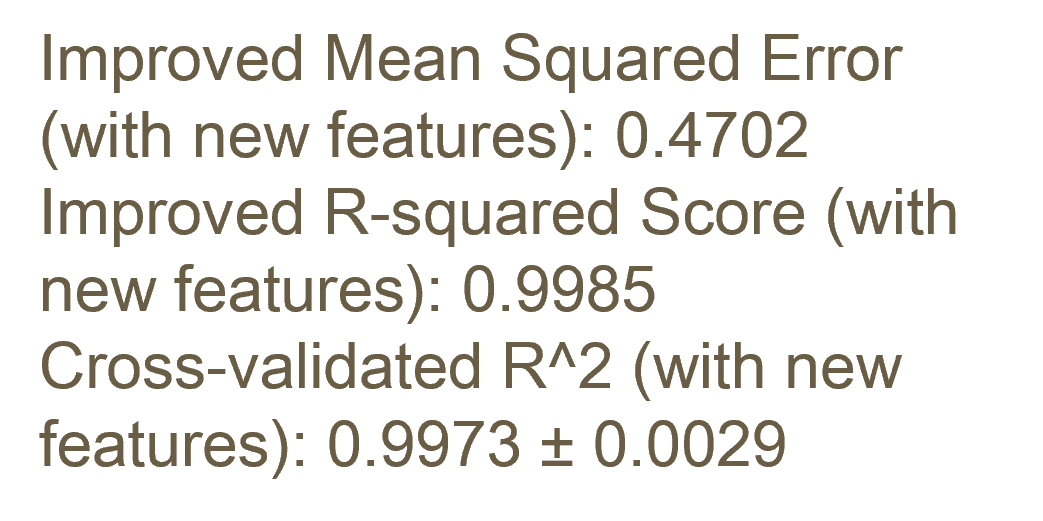 Improved Mean Squared Error
(with new features): 0.4702
Improved R-squared Score (with
new features): 0.9985
Cross-validated R^2 (with new
features): 0.9973 ± 0.0029